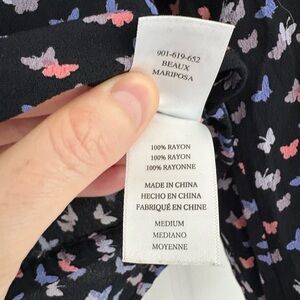 901-619-652
BEAUX
MARIPOSA
100% RAYON
100% RAYON
100% RAYONNE
MADE IN CHINA
HECHO EN CHINA
FABRIQUÉ EN CHINE
MEDIUM
MEDIANO
MOYENNE